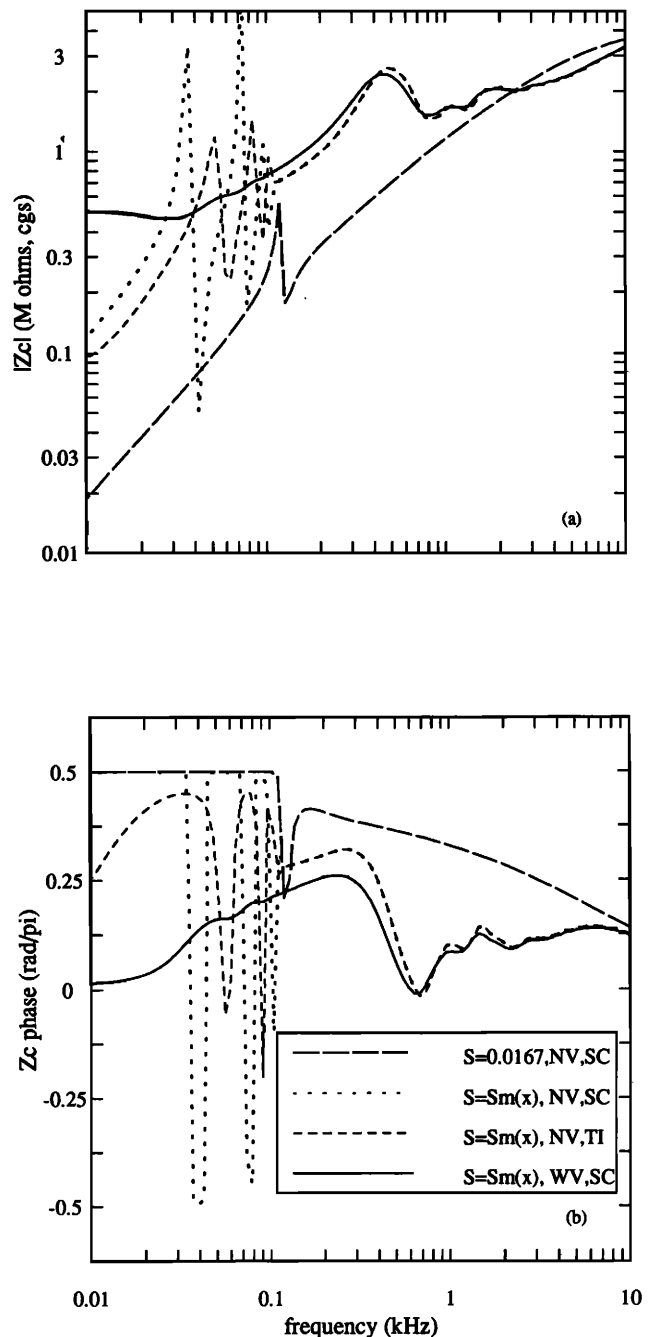 3
1
0.3
0.1
0.03
0.01
|Zc| (M ohms, cgs)
(a)
0.5
0.25
0
-0.25
-0.5
Zc phase (rad/pi)
S=0.0167,NV,SC
S=Sm(x), NV,SC
S=Sm(x), NV,TI
S=Sm(x), WV,SC
(b)
0.01
0.1
1
10
frequency (kHz)